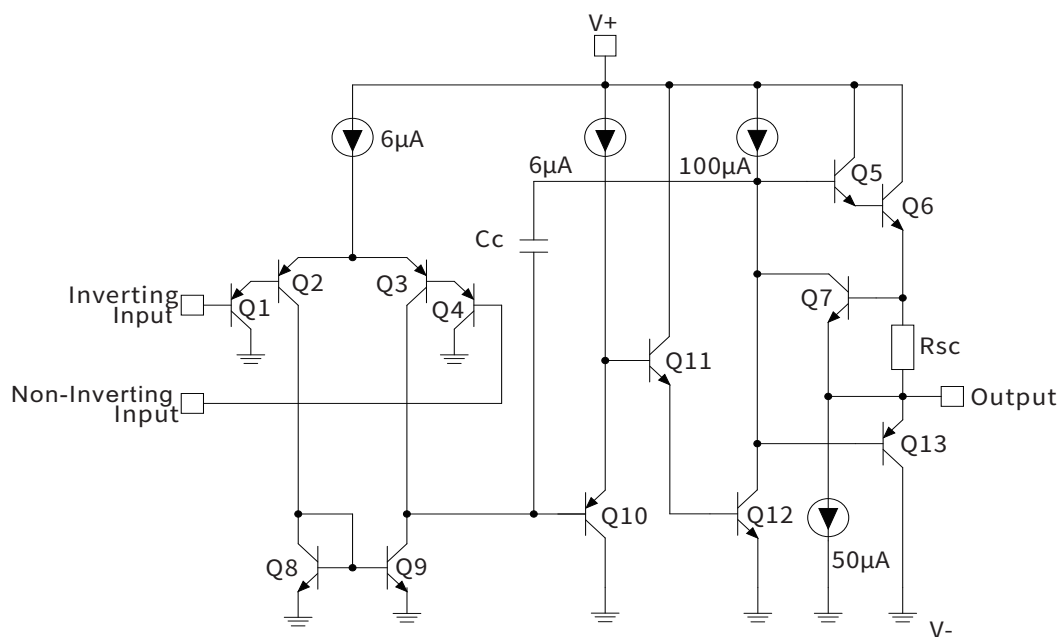 V+
6μA
6μA
100μA
Q5
Q6
Cc
Q2
Q3
Inverting
Input
Q1
Q4
Q7
Rsc
Q11
Non-Inverting
Input
Output
Q13
Q10
Q12
Q8
Q9
50μA
V-